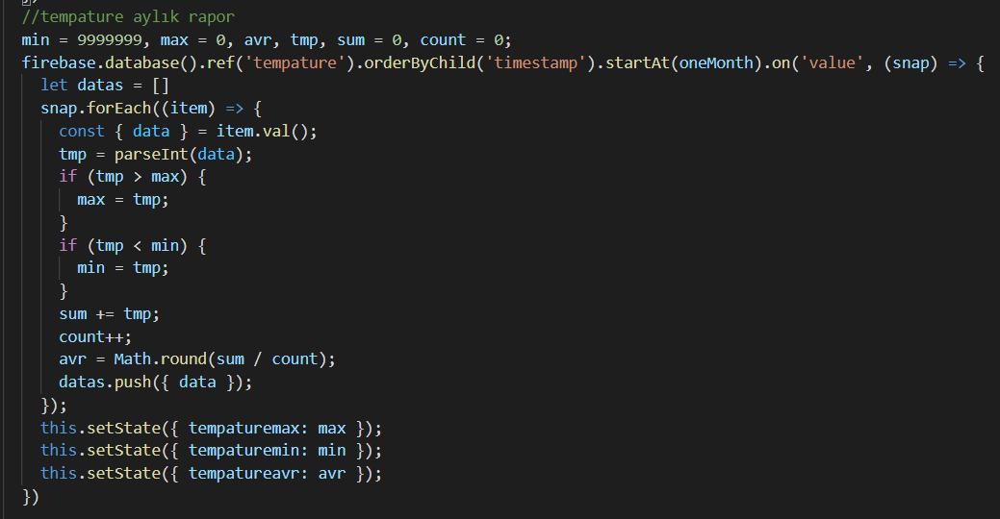 //tempature aylık rapor
min = 9999999, max = 0, avr, tmp, sum = 0, count = 0;
firebase.database().ref('tempature').orderByChild('timestamp').startAt(oneMonth).on('value', (snap) => {
let datas = []
snap.forEach((item) => {
const { data } = item.val();
tmp = parseInt(data);
if (tmp > max) {
max = tmp;
}
if (tmp < min) {
min = tmp;
}
sum += tmp;
count++;
avr = Math.round(sum / count);
datas.push({ data });
});
this.setState({ tempaturemax: max });
this.setState({ tempaturemin: min });
this.setState({ tempatureavr: avr });
})